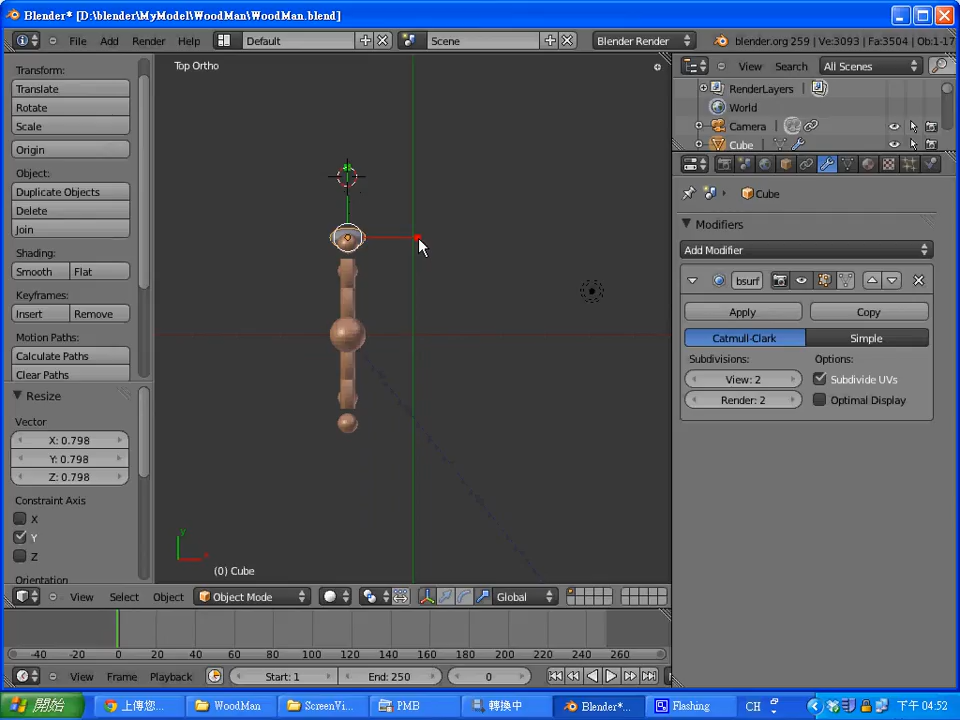 Blender* [D:\blender\MyModel\WoodMan\WoodMan.blend]
File Add Render Help Default Scene Blender Render blender.org 259 | Ve:3093 | Fa:3504 | Ob:1-17
Transform:
Translate
Rotate
Scale
Origin
Object:
Duplicate Objects
Delete
Join
Shading:
Smooth Flat
Keyframes:
Insert Remove
Motion Paths:
Calculate Paths
Clear Paths
Resize
Vector
X: 0.798
Y: 0.798
Z: 0.798
Constraint Axis
X
Y
Z
Orientation
Top Ortho
y
(0) Cube
View Select Object Object Mode Global
View Search All Scenes
RenderLayers
World
Camera
Cube
Cube
Modifiers
Add Modifier
bsurf
Apply Copy
Catmull-Clark Simple
Subdivisions: Options:
View: 2 Subdivide UVs
Render: 2 Optimal Display
-40 -20 0 20 40 60 80 100 120 140 160 180 200 220 240 260
View Frame Playback Start: 1 End: 250 0
開始 上傳您... WoodMan ScreenVi... PMB 轉換中 Blender*... Flashing CH 下午 04:52